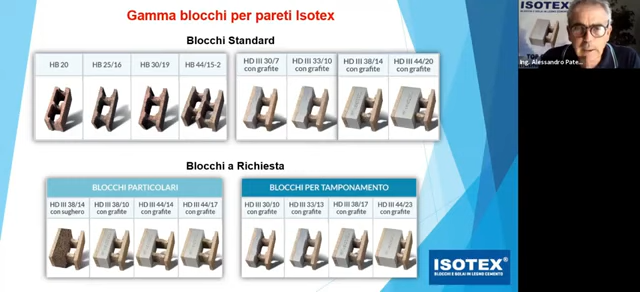 Gamma blocchi per pareti Isotex
Blocchi Standard
HB 20
HB 25/16
HB 30/19
HB 44/15-2
HD III 30/7
con grafite
HD III 33/10
con grafite
HD III 38/14
con grafite
HD III 44/20
con grafite
Blocchi a Richiesta
BLOCCHI PARTICOLARI
HD III 38/14
con sughero
HD III 38/10
con grafite
HD III 44/14
con grafite
HD III 44/17
con grafite
BLOCCHI PER TAMPONAMENTO
HD III 30/10
con grafite
HD III 33/13
con grafite
HD III 38/17
con grafite
HD III 44/23
con grafite
ISOTEX®
BLOCCHI E SOLAI IN LEGNO CEMENTO
ISOTEX
TOP
Ing. Alessandro Pate...